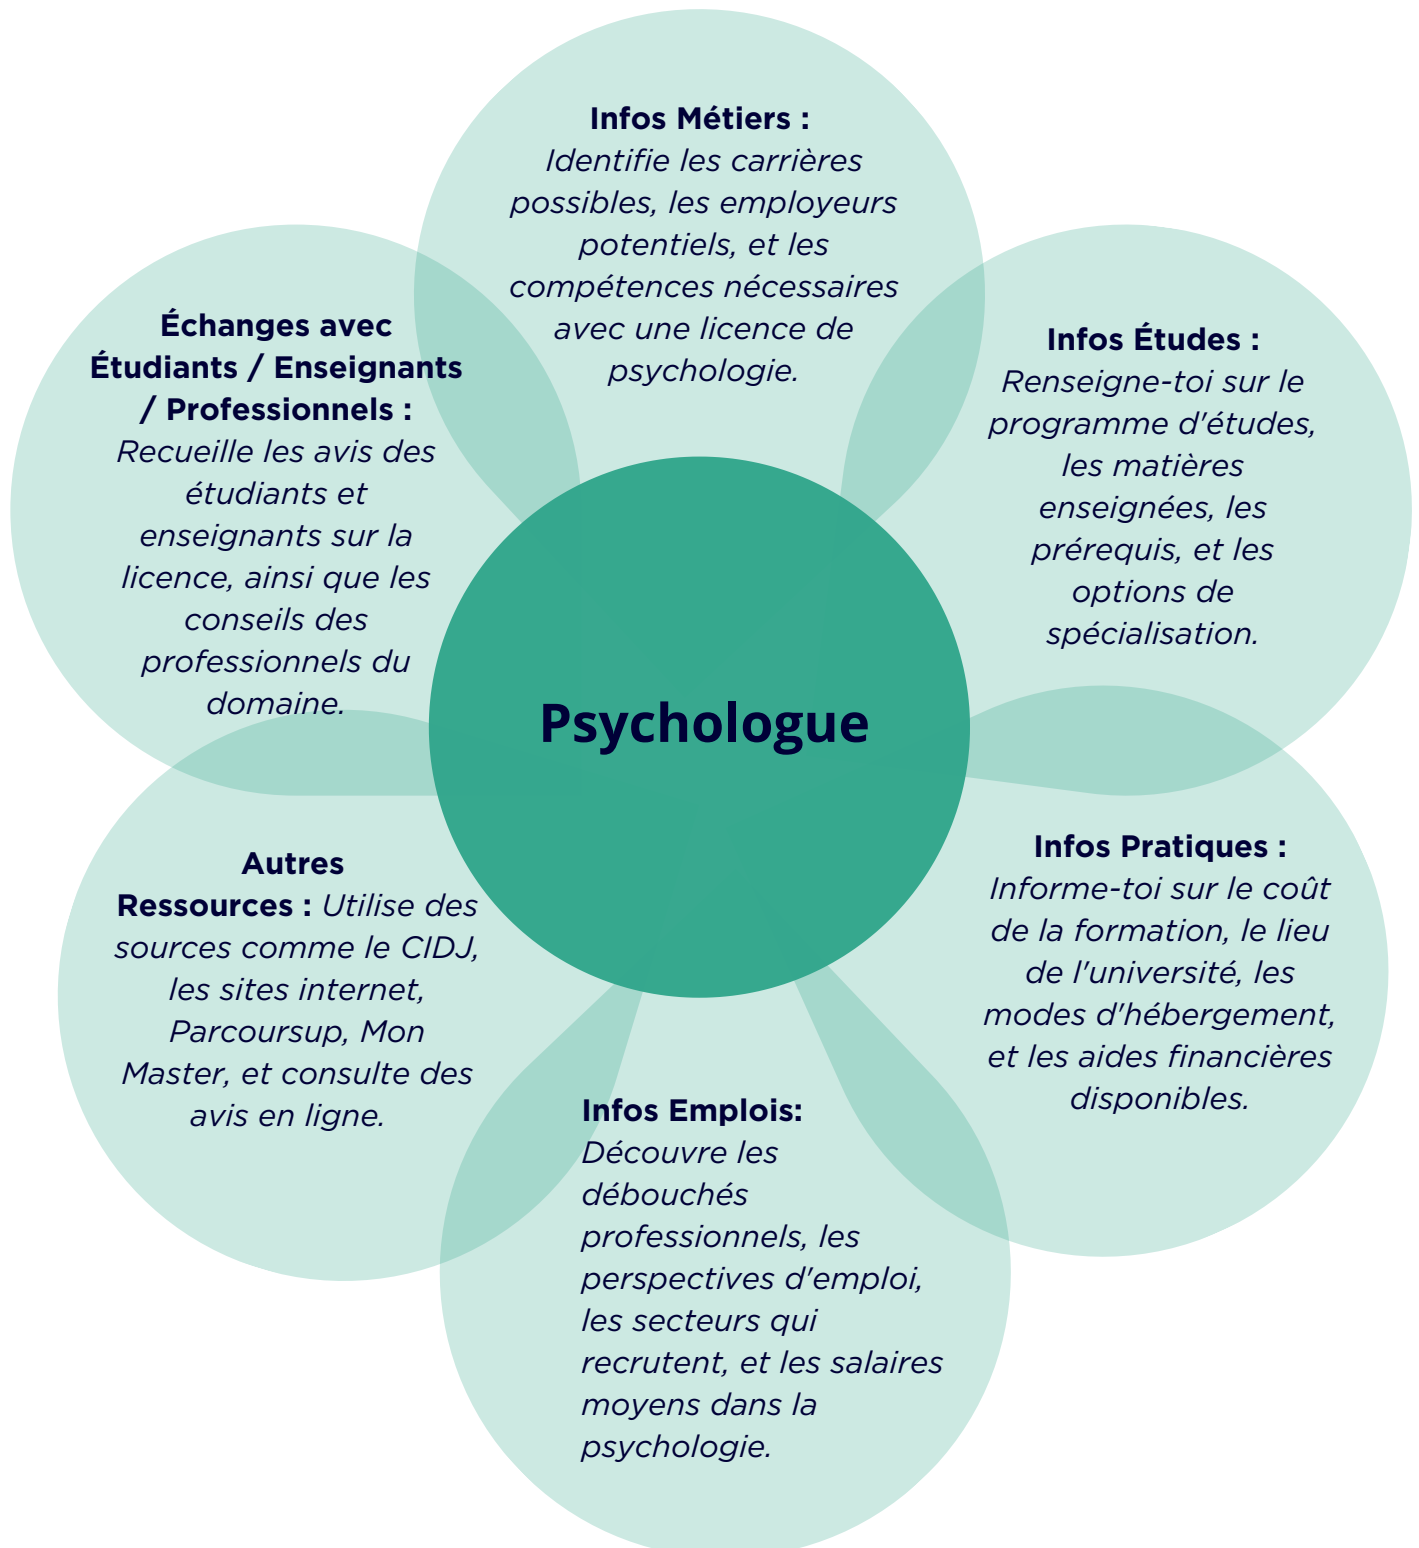 Infos Métiers :
Identifie les carrières
possibles, les employeurs
potentiels, et les
compétences nécessaires
avec une licence de
psychologie.
Échanges avec
Étudiants / Enseignants
/ Professionnels :
Recueille les avis des
étudiants et
enseignants sur la
licence, ainsi que les
conseils des
professionnels du
domaine.
Infos Études :
Renseigne-toi sur le
programme d'études,
les matières
enseignées, les
prérequis, et les
options de
spécialisation.
Psychologue
Autres
Ressources : Utilise des
sources comme le CIDJ,
les sites internet,
Parcoursup, Mon
Master, et consulte des
avis en ligne.
Infos Pratiques :
Informe-toi sur le coût
de la formation, le lieu
de l'université, les
modes d'hébergement,
et les aides financières
disponibles.
Infos Emplois:
Découvre les
débouchés
professionnels, les
perspectives d'emploi,
les secteurs qui
recrutent, et les salaires
moyens dans la
psychologie.